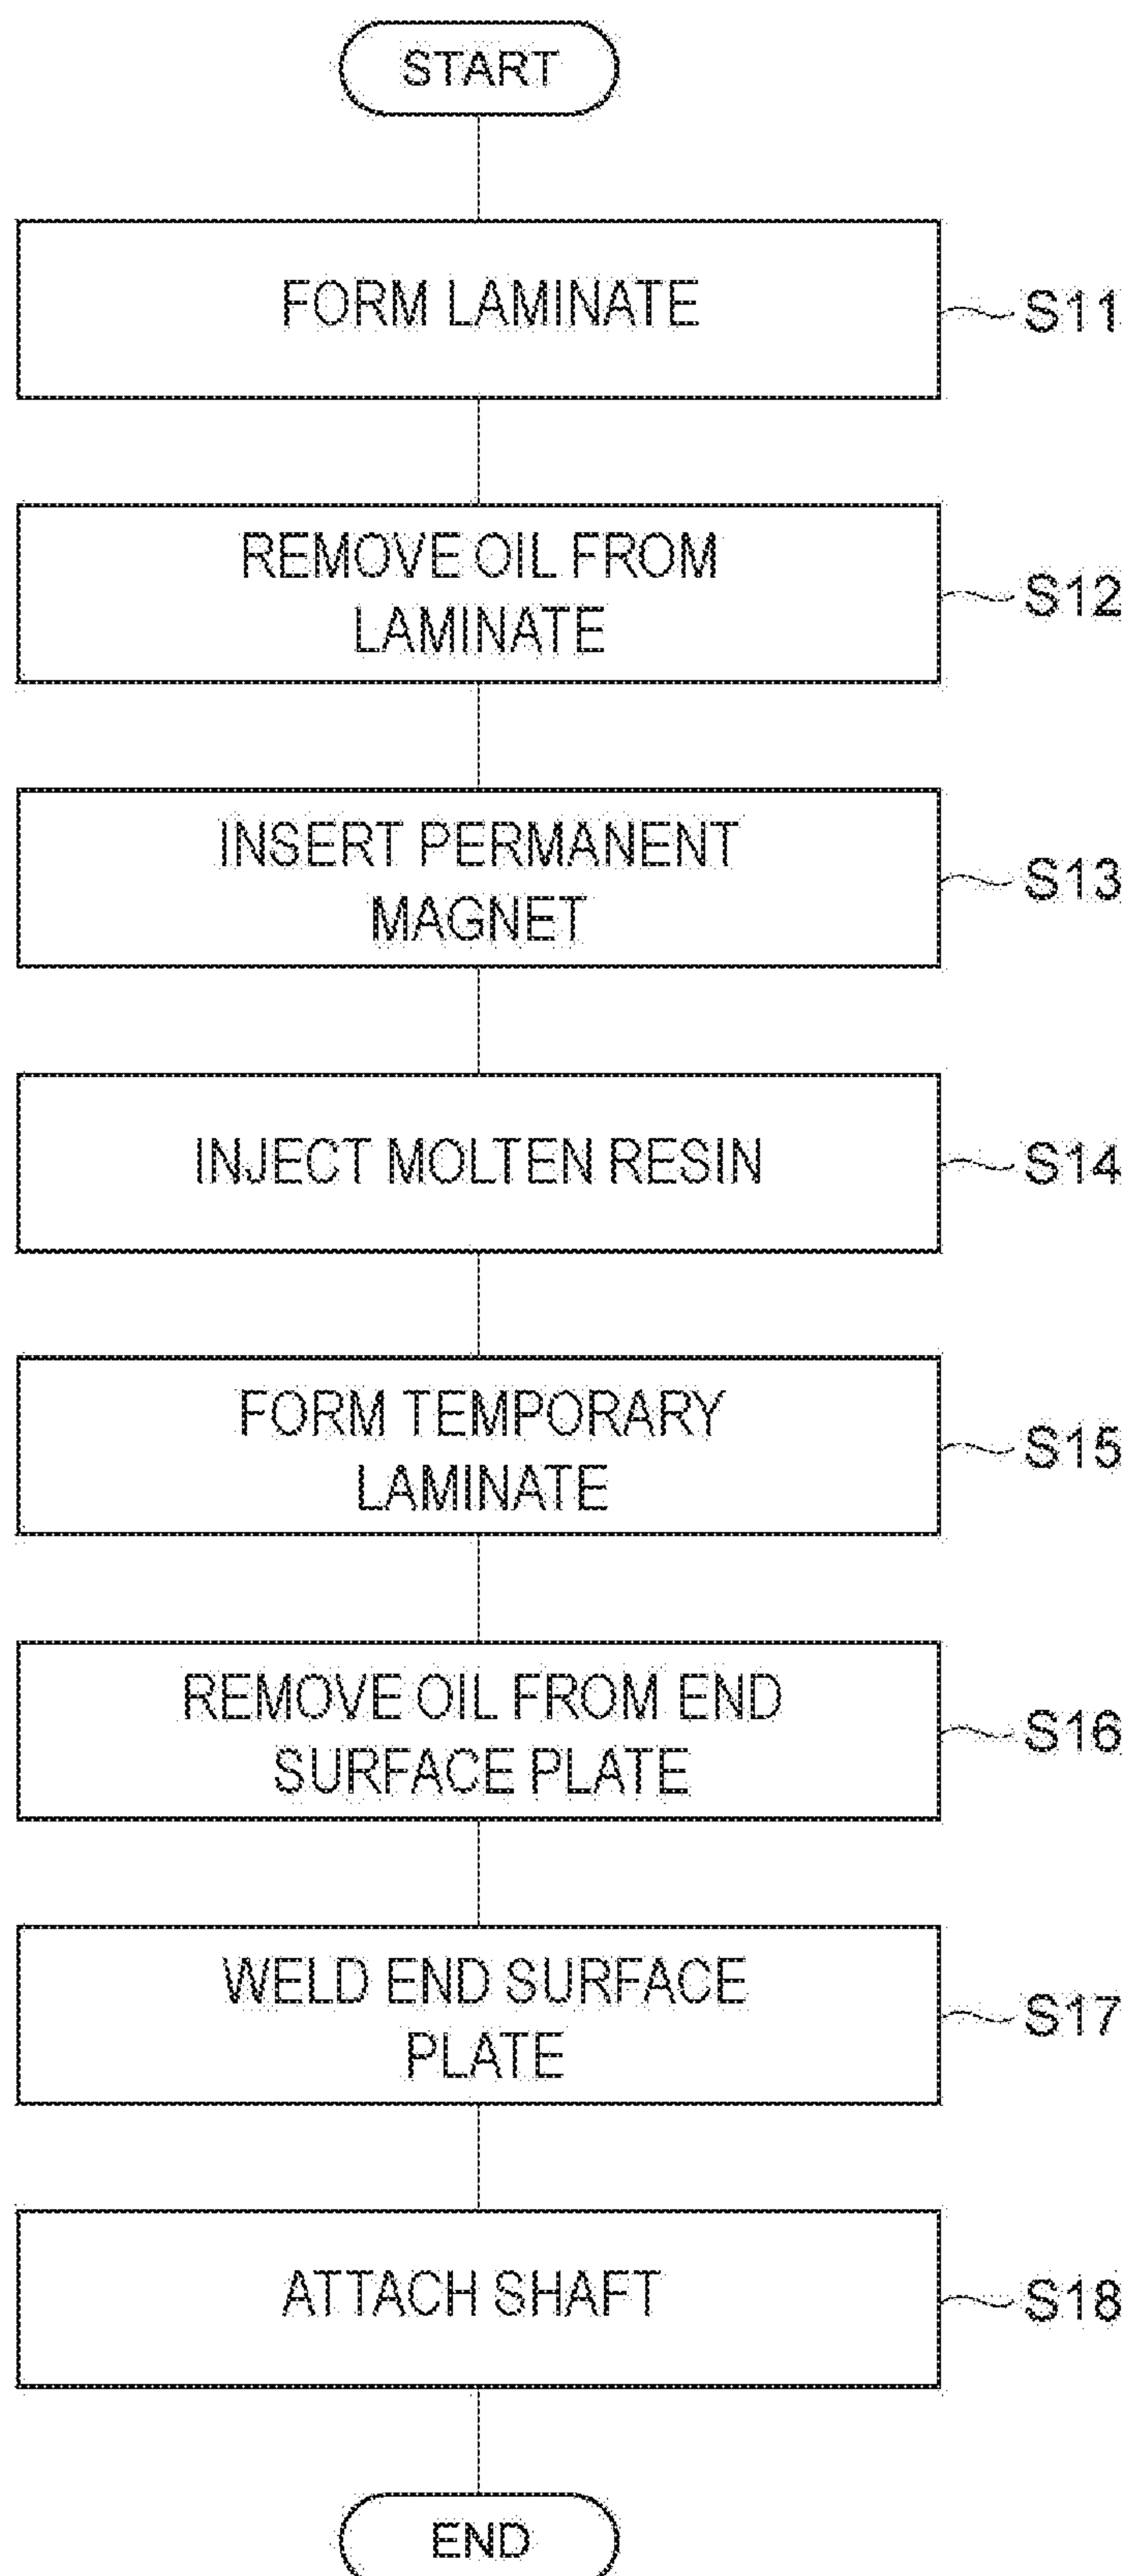 START
FORM LAMINATE
S11
REMOVE OIL FROM
LAMINATE
S12
INSERT PERMANENT
MAGNET
S13
INJECT MOLTEN RESIN
S14
FORM TEMPORARY
LAMINATE
S15
REMOVE OIL FROM END
SURFACE PLATE
S16
WELD END SURFACE
PLATE
S17
ATTACH SHAFT
S18
END